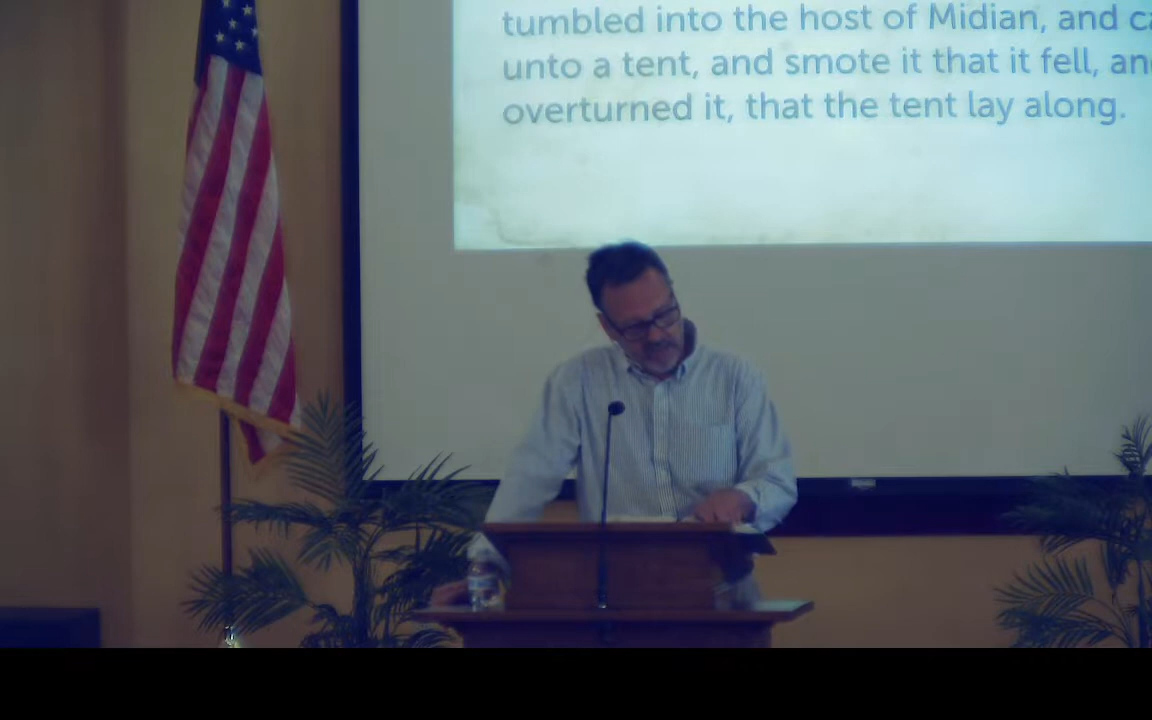 tumbled into the host of Midian, and
unto a tent, and smote it that it fell,
overturned it, that the tent lay along.